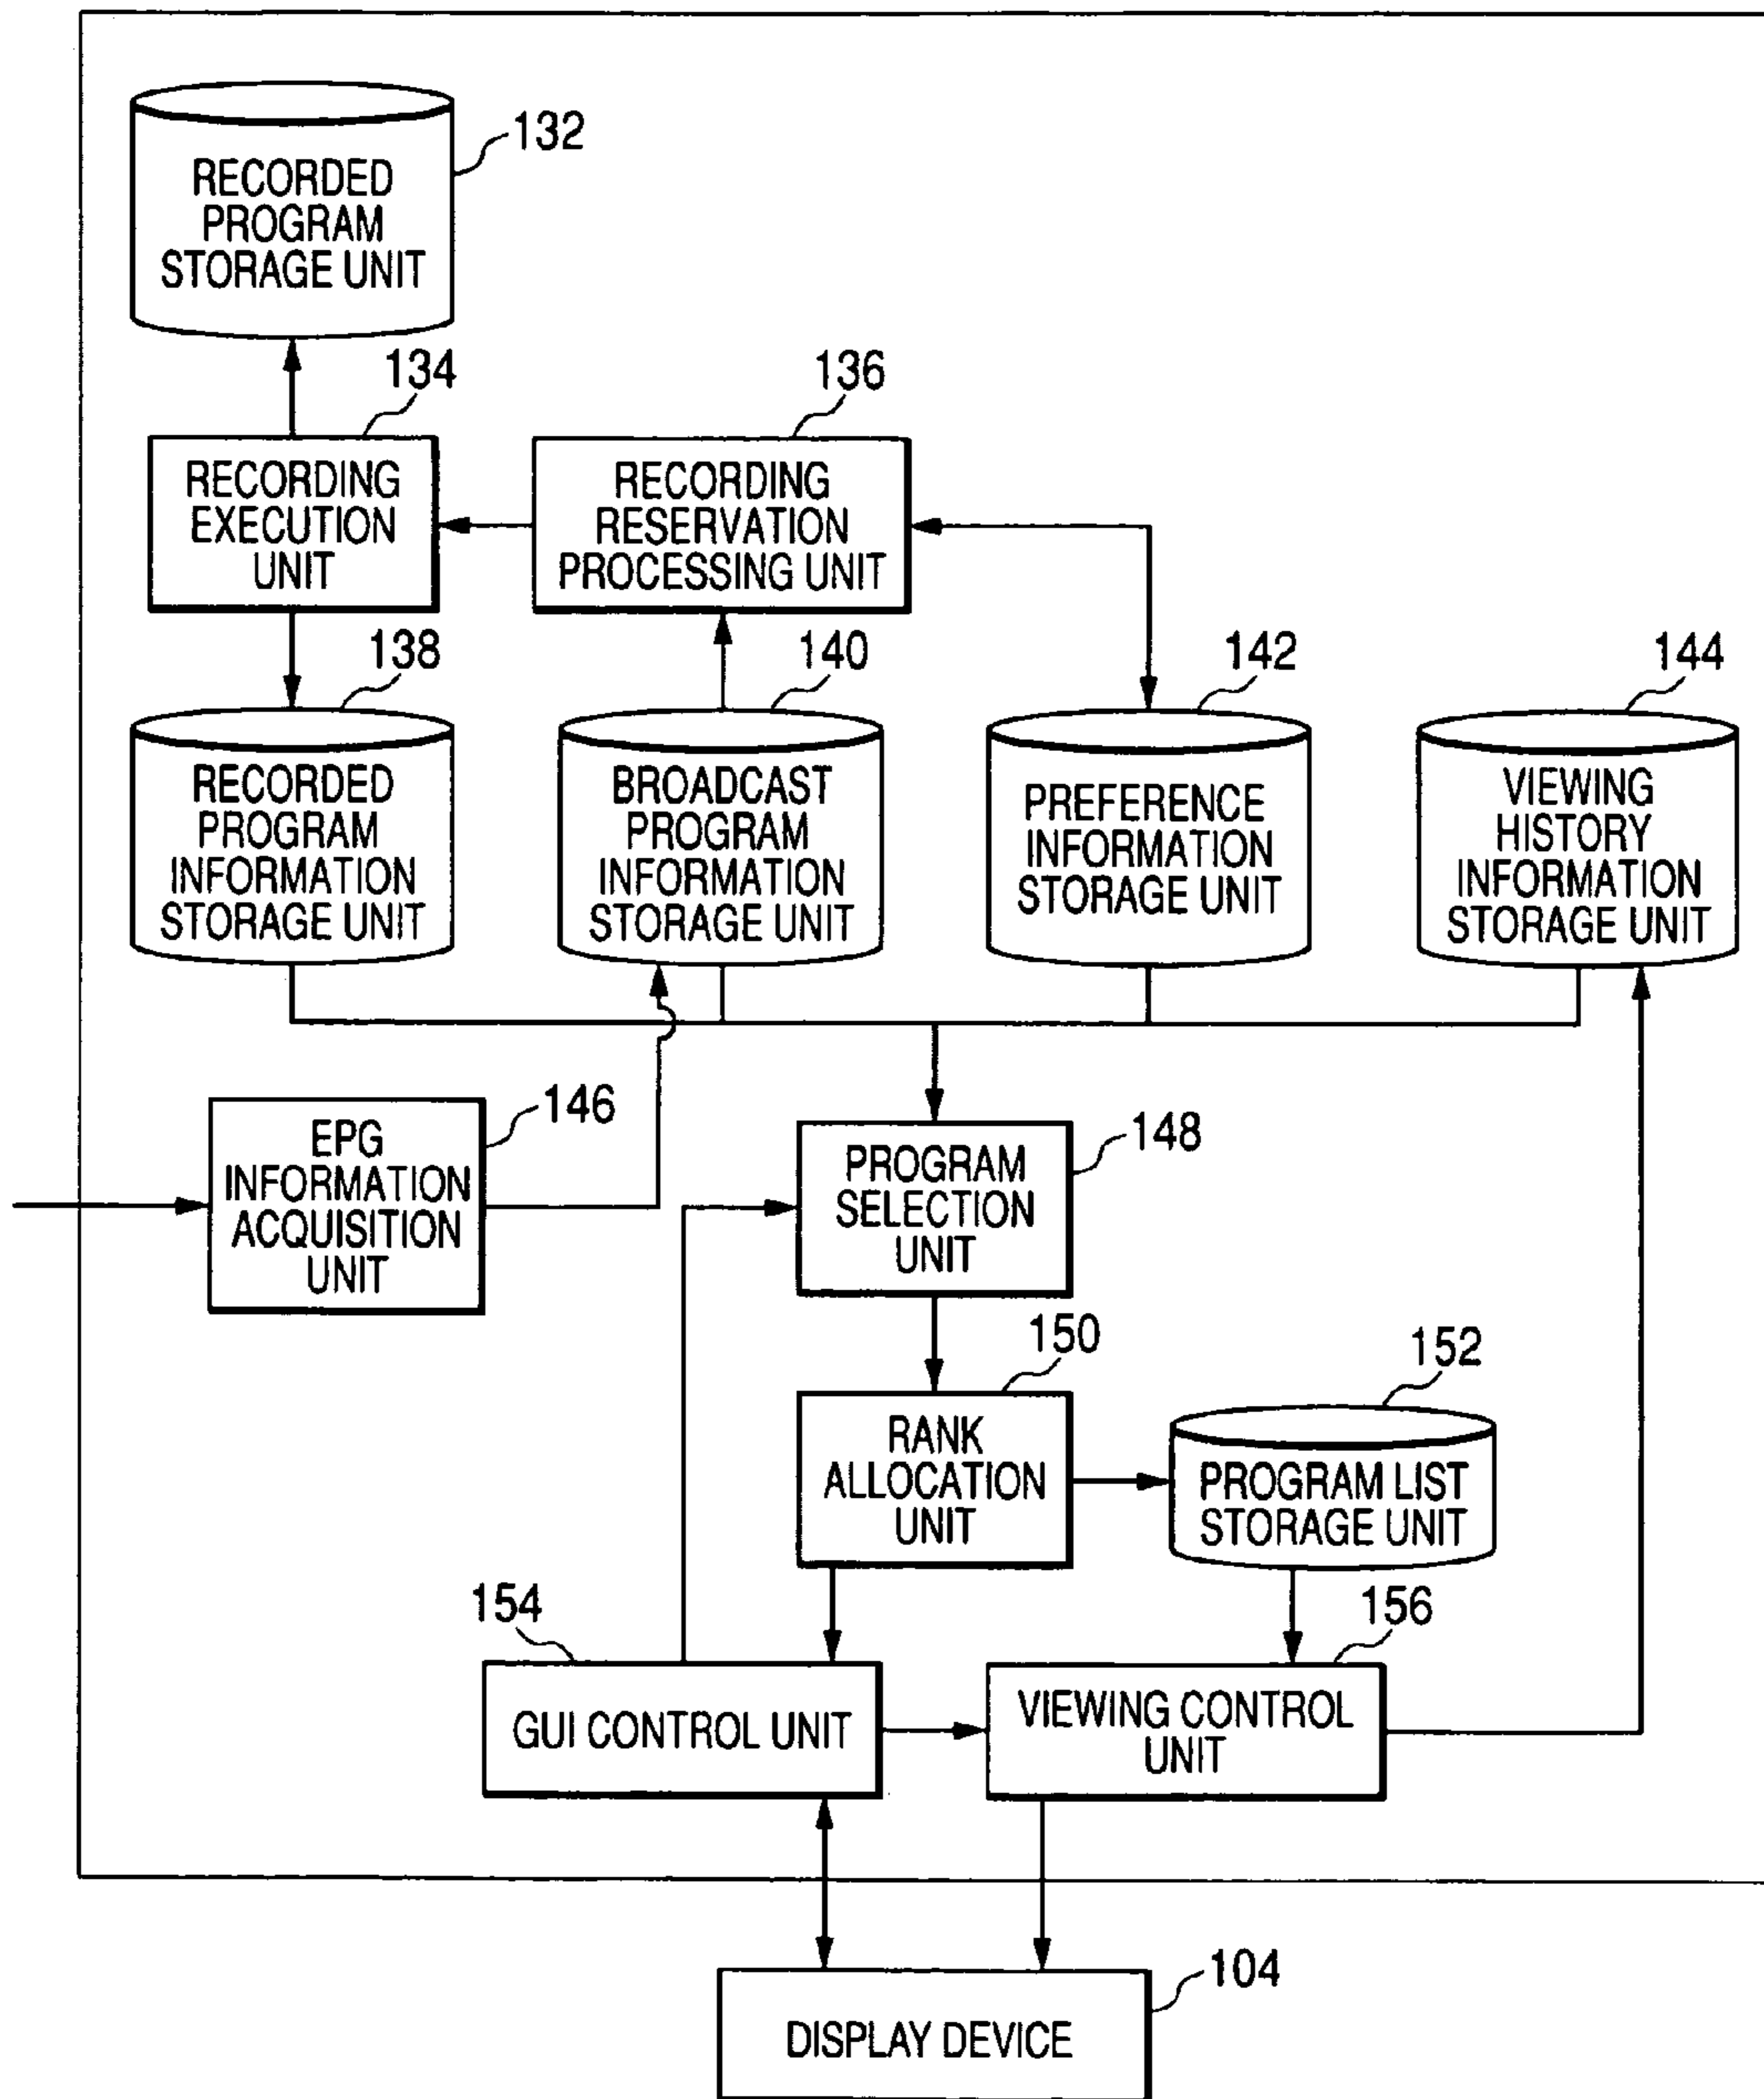 132
RECORDED
PROGRAM
STORAGE UNIT
134
136
RECORDING
EXECUTION
UNIT
RECORDING
RESERVATION
PROCESSING UNIT
138
140
142
144
RECORDED
PROGRAM
INFORMATION
STORAGE UNIT
BROADCAST
PROGRAM
INFORMATION
STORAGE UNIT
PREFERENCE
INFORMATION
STORAGE UNIT
VIEWING
HISTORY
INFORMATION
STORAGE UNIT
146
EPG
INFORMATION
ACQUISITION
UNIT
148
PROGRAM
SELECTION
UNIT
150
152
RANK
ALLOCATION
UNIT
PROGRAM LIST
STORAGE UNIT
154
156
GUI CONTROL UNIT
VIEWING CONTROL
UNIT
104
DISPLAY DEVICE